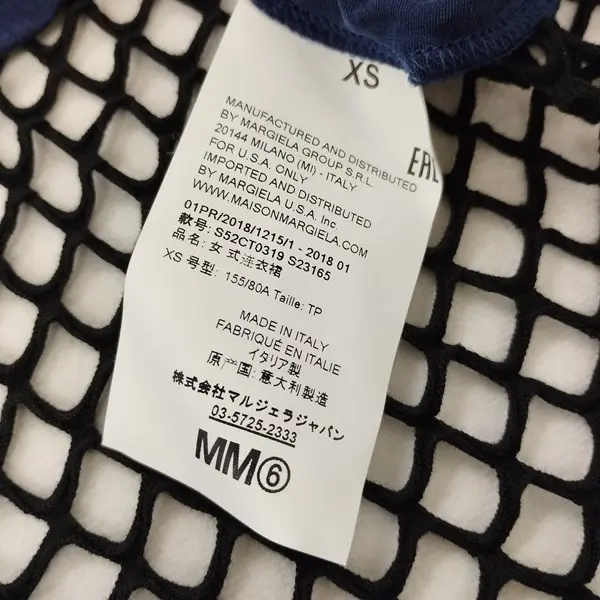 XS
MANUFACTURED AND DISTRIBUTED
BY MARGIELA GROUP S.R.L.
20144 MILANO (MI) - ITALY
FOR U.S.A. ONLY
IMPORTED AND DISTRIBUTED
BY MARGIELA U.S.A. Inc
WWW.MAISONMARGIELA.COM
01PR/2018/1215/1 - 2018 01
款号: S52CT0319 S23165
品名: 女 式连衣裙
XS 号型: 155/80A Taille: TP
MADE IN ITALY
FABRIQUÉ EN ITALIE
イタリア製
原产国: 意大利製造
株式会社マルジェラジャパン
03-5725-2333
MM⑥